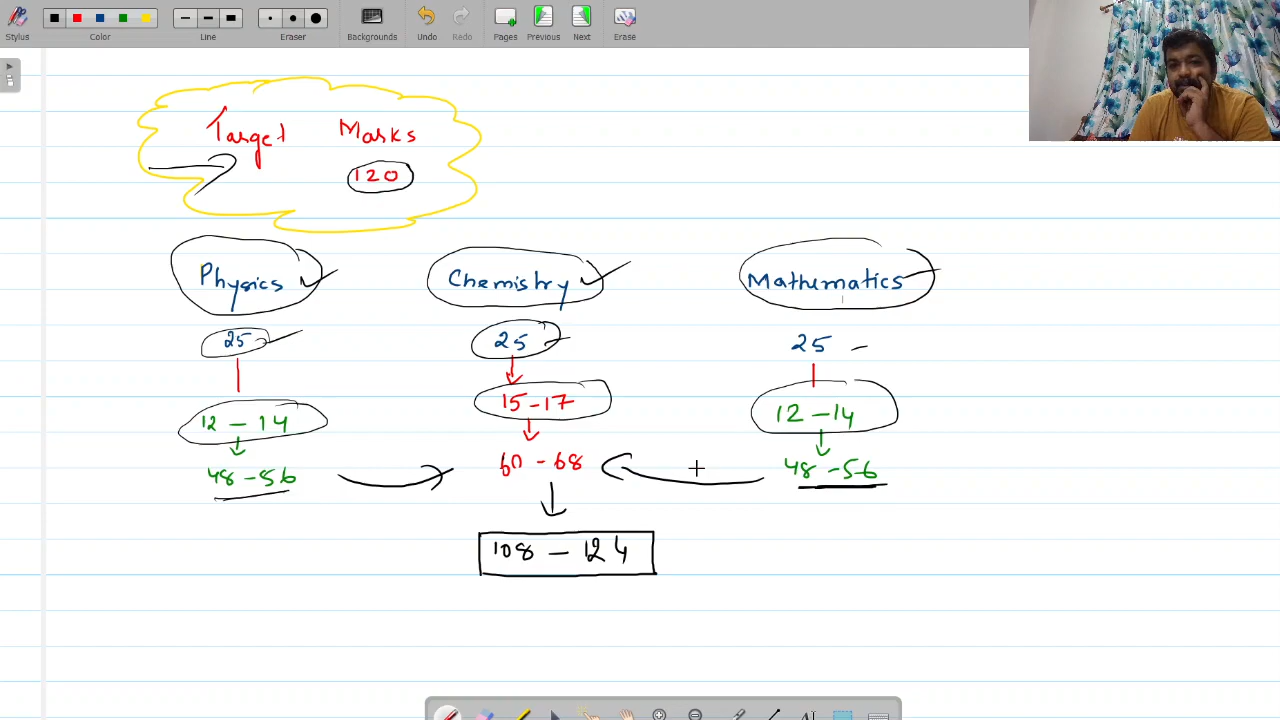 Stylus Color Line Eraser Backgrounds Undo Redo Pages Previous Next Erase
Target Marks
120
Physics Chemistry Mathematics
25 25 25
12 - 14 15 - 17 12 - 14
48 - 56 60 - 68 48 - 56
108 - 124